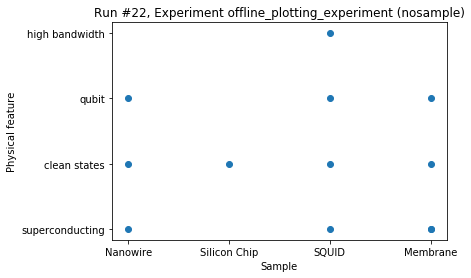 Run #22, Experiment offline_plotting_experiment (nosample)
high bandwidth
qubit
clean states
superconducting
Physical feature
Nanowire
Silicon Chip
SQUID
Membrane
Sample